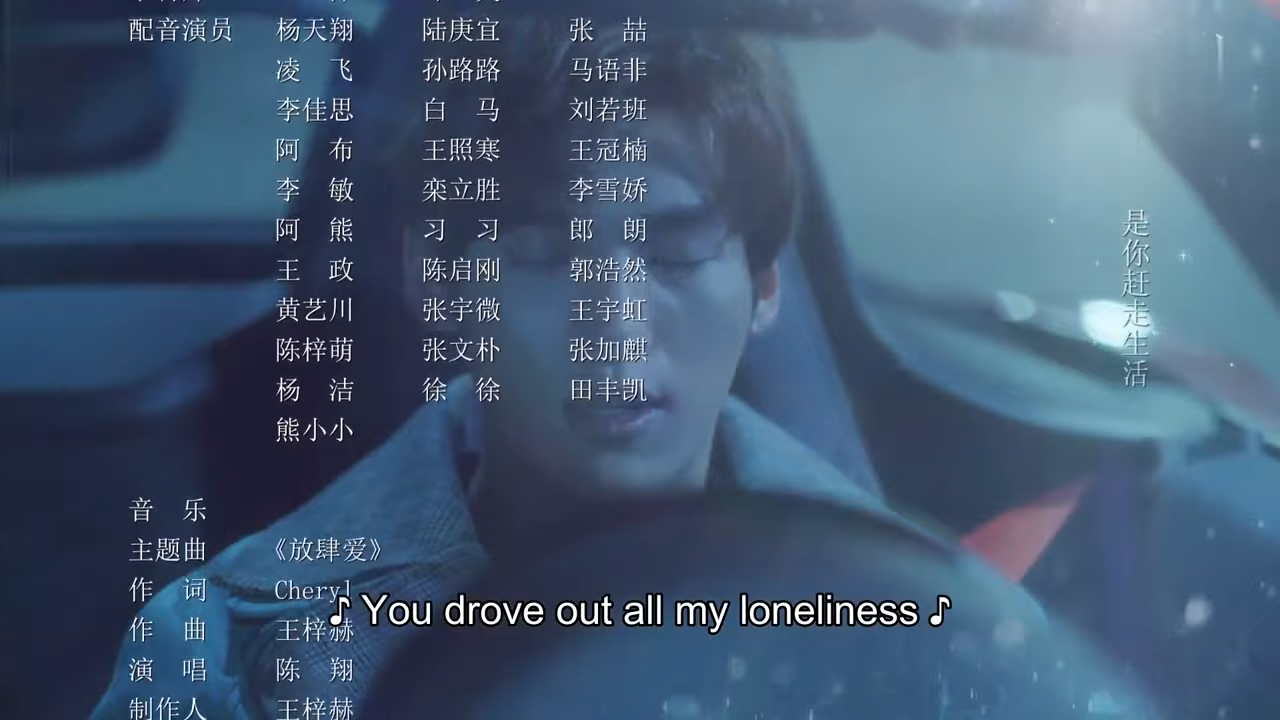 配音演员 杨天翔 陆庚宜 张喆
凌飞 孙路路 马语非
李佳思 白马 刘若班
阿布 王照寒 王冠楠
李敏 栾立胜 李雪娇
阿熊 习习 郎朗
王政 陈启刚 郭浩然
黄艺川 张宇微 王宇虹
陈梓萌 张文朴 张加麒
杨洁 徐徐 田丰凯
熊小小
是你赶走生活
音乐
主题曲 《放肆爱》
作词 Cheryl
♪ You drove out all my loneliness ♪
作曲 王梓赫
演唱 陈翔
制作人 王梓赫